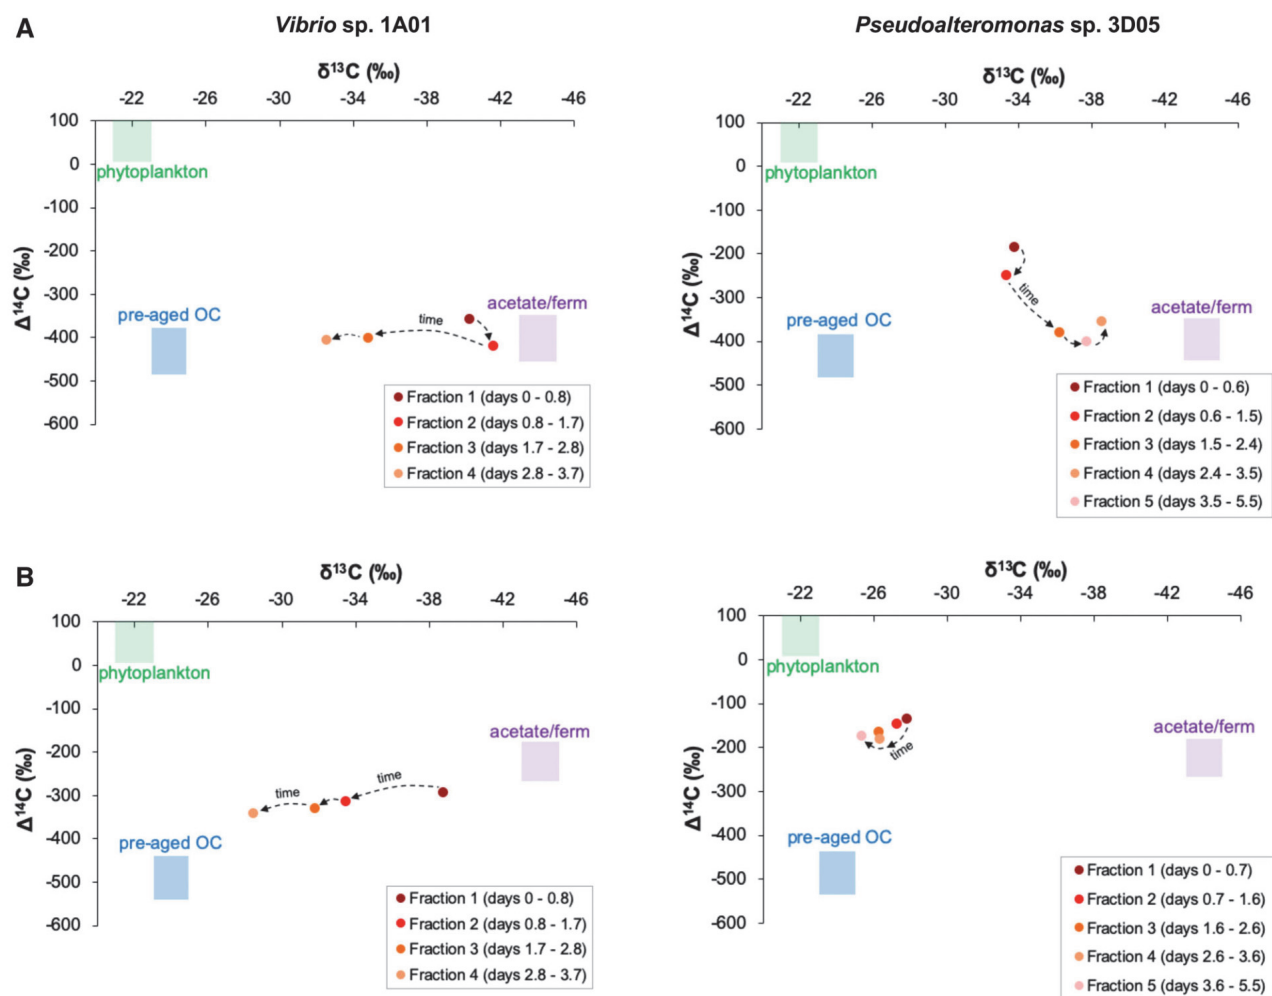 A
Vibrio sp. 1A01
Pseudoalteromonas sp. 3D05
δ¹³C (‰)
-22 -26 -30 -34 -38 -42 -46
Δ¹⁴C (‰)
100
0
-100
-200
-300
-400
-500
-600
phytoplankton
pre-aged OC
acetate/ferm
time
Fraction 1 (days 0 - 0.8)
Fraction 2 (days 0.8 - 1.7)
Fraction 3 (days 1.7 - 2.8)
Fraction 4 (days 2.8 - 3.7)
δ¹³C (‰)
-22 -26 -30 -34 -38 -42 -46
Δ¹⁴C (‰)
100
0
-100
-200
-300
-400
-500
-600
phytoplankton
pre-aged OC
acetate/ferm
time
Fraction 1 (days 0 - 0.6)
Fraction 2 (days 0.6 - 1.5)
Fraction 3 (days 1.5 - 2.4)
Fraction 4 (days 2.4 - 3.5)
Fraction 5 (days 3.5 - 5.5)
B
δ¹³C (‰)
-22 -26 -30 -34 -38 -42 -46
Δ¹⁴C (‰)
100
0
-100
-200
-300
-400
-500
-600
phytoplankton
acetate/ferm
time
time
pre-aged OC
Fraction 1 (days 0 - 0.8)
Fraction 2 (days 0.8 - 1.7)
Fraction 3 (days 1.7 - 2.8)
Fraction 4 (days 2.8 - 3.7)
δ¹³C (‰)
-22 -26 -30 -34 -38 -42 -46
Δ¹⁴C (‰)
100
0
-100
-200
-300
-400
-500
-600
phytoplankton
acetate/ferm
time
pre-aged OC
Fraction 1 (days 0 - 0.7)
Fraction 2 (days 0.7 - 1.6)
Fraction 3 (days 1.6 - 2.6)
Fraction 4 (days 2.6 - 3.6)
Fraction 5 (days 3.6 - 5.5)